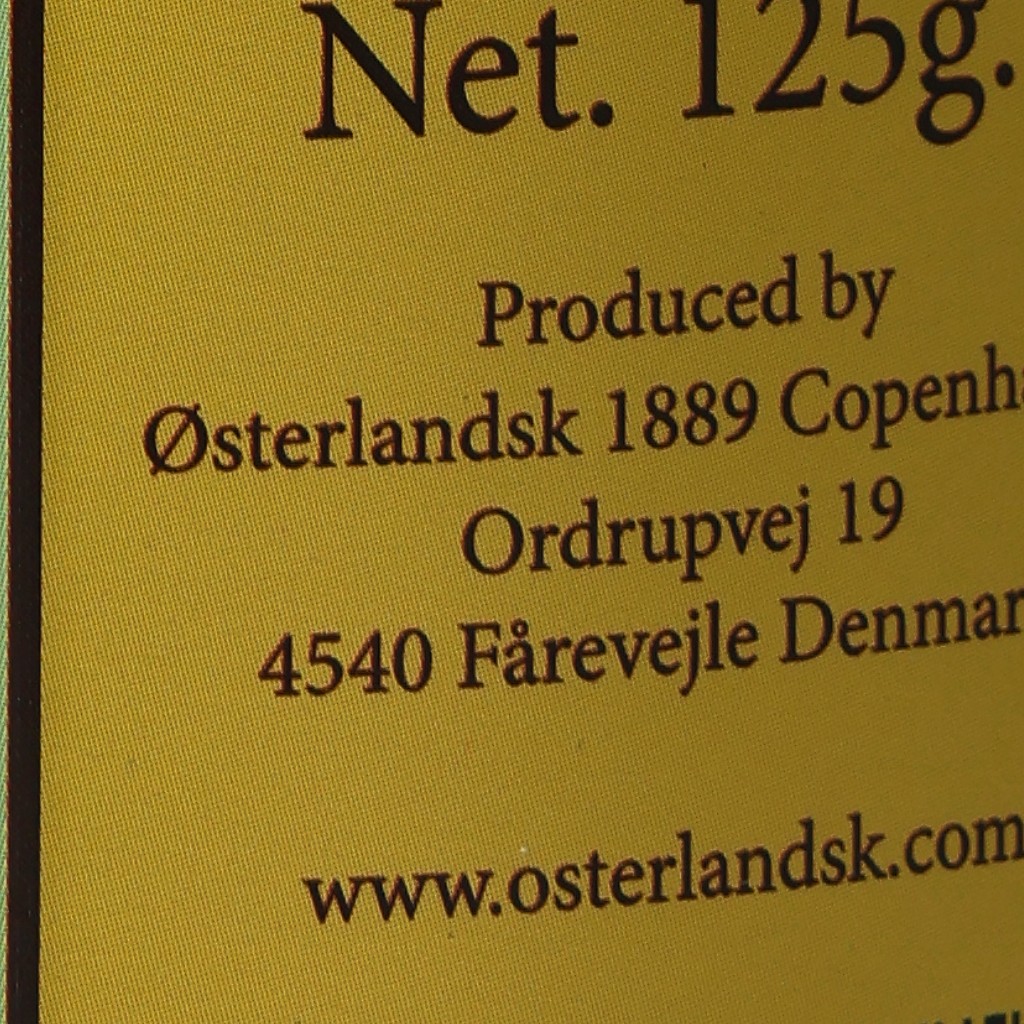 Net. 125g.
Produced by
Østerlandsk 1889 Copenha
Ordrupvej 19
4540 Fårevejle Denmar
www.osterlandsk.com